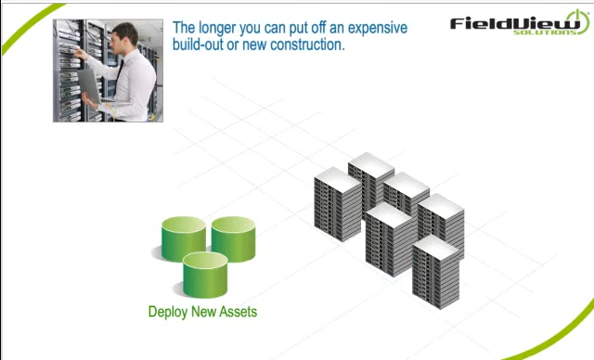 The longer you can put off an expensive
build-out or new construction.
FieldView
SOLUTIONS
Deploy New Assets